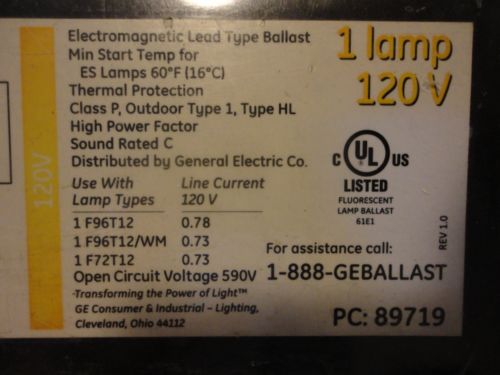 Electromagnetic Lead Type Ballast
Min Start Temp for
ES Lamps 60°F (16°C)
Thermal Protection
Class P, Outdoor Type 1, Type HL
High Power Factor
Sound Rated C
Distributed by General Electric Co.
1 lamp
120 V
120V
C UL US
LISTED
FLUORESCENT
LAMP BALLAST
61E1
REV 1.0
Use With Line Current
Lamp Types 120 V
1 F96T12 0.78
1 F96T12/WM 0.73
1 F72T12 0.73
Open Circuit Voltage 590V
Transforming the Power of Light™
GE Consumer & Industrial – Lighting,
Cleveland, Ohio 44112
For assistance call:
1-888-GEBALLAST
PC: 89719